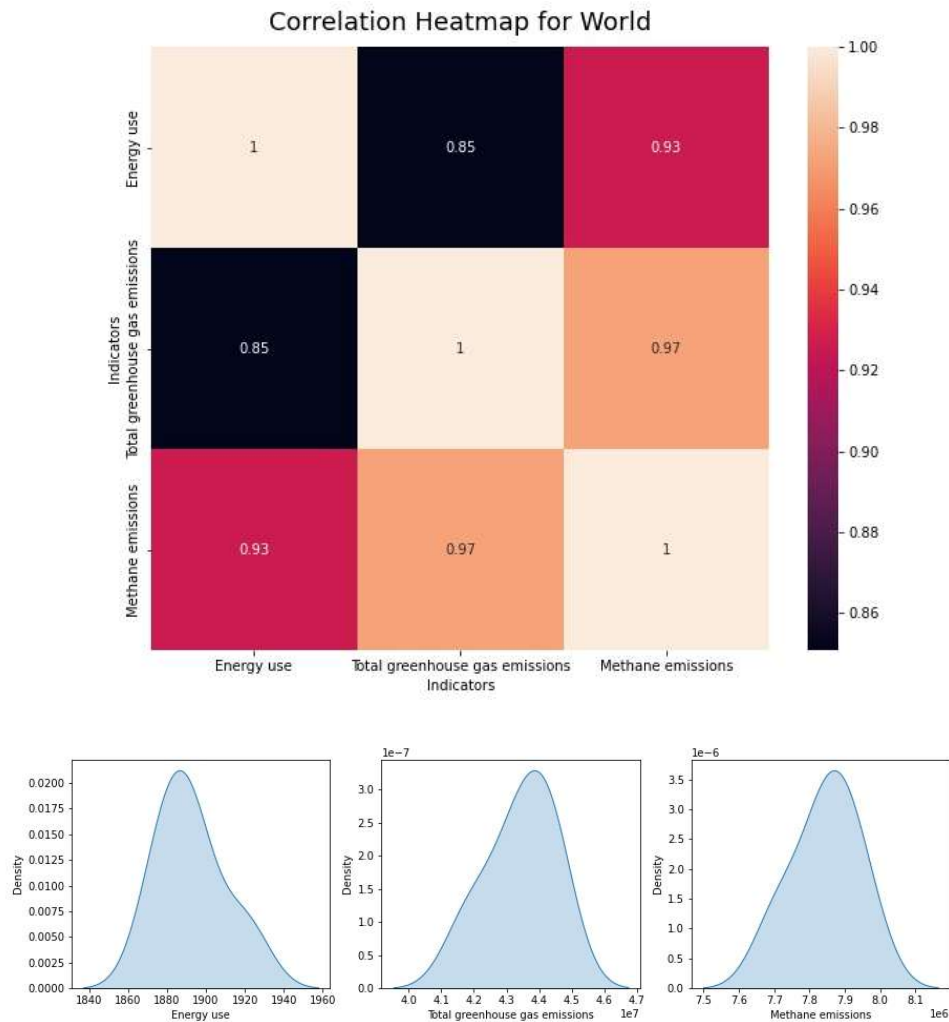 Correlation Heatmap for World
Energy use
Total greenhouse gas emissions
Methane emissions
Indicators
1
0.85
0.93
0.85
1
0.97
0.93
0.97
1
Energy use
Total greenhouse gas emissions
Methane emissions
Indicators
1.00
0.98
0.96
0.94
0.92
0.90
0.88
0.86
0.0200
0.0175
0.0150
0.0125
0.0100
0.0075
0.0050
0.0025
0.0000
Density
1840 1860 1880 1900 1920 1940 1960
Energy use
1e−7
3.0
2.5
2.0
1.5
1.0
0.5
0.0
Density
4.0 4.1 4.2 4.3 4.4 4.5 4.6 4.7
1e7
Total greenhouse gas emissions
1e−6
3.5
3.0
2.5
2.0
1.5
1.0
0.5
0.0
Density
7.5 7.6 7.7 7.8 7.9 8.0 8.1
1e6
Methane emissions